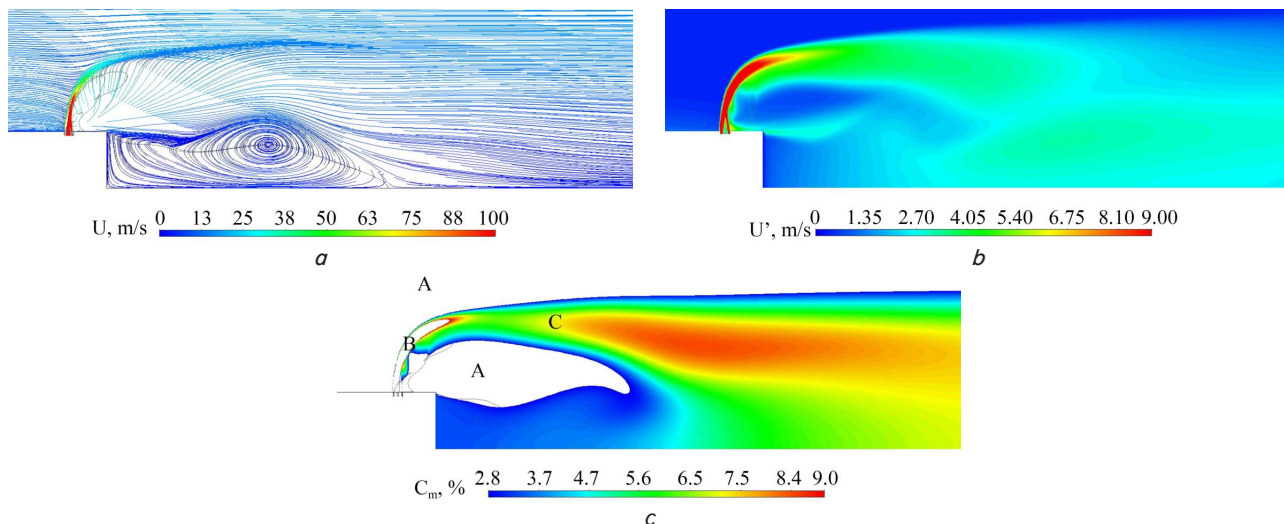 U, m/s 0 13 25 38 50 63 75 88 100
a
U’, m/s 0 1.35 2.70 4.05 5.40 6.75 8.10 9.00
b
A
B
C
A
Cm, % 2.8 3.7 4.7 5.6 6.5 7.5 8.4 9.0
c